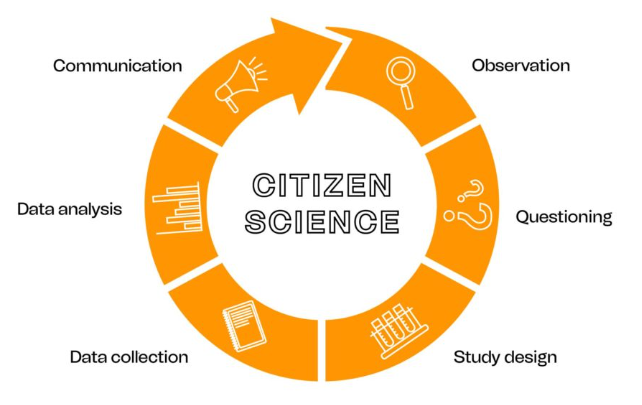 Communication
Observation
CITIZEN
SCIENCE
Data analysis
Questioning
Data collection
Study design